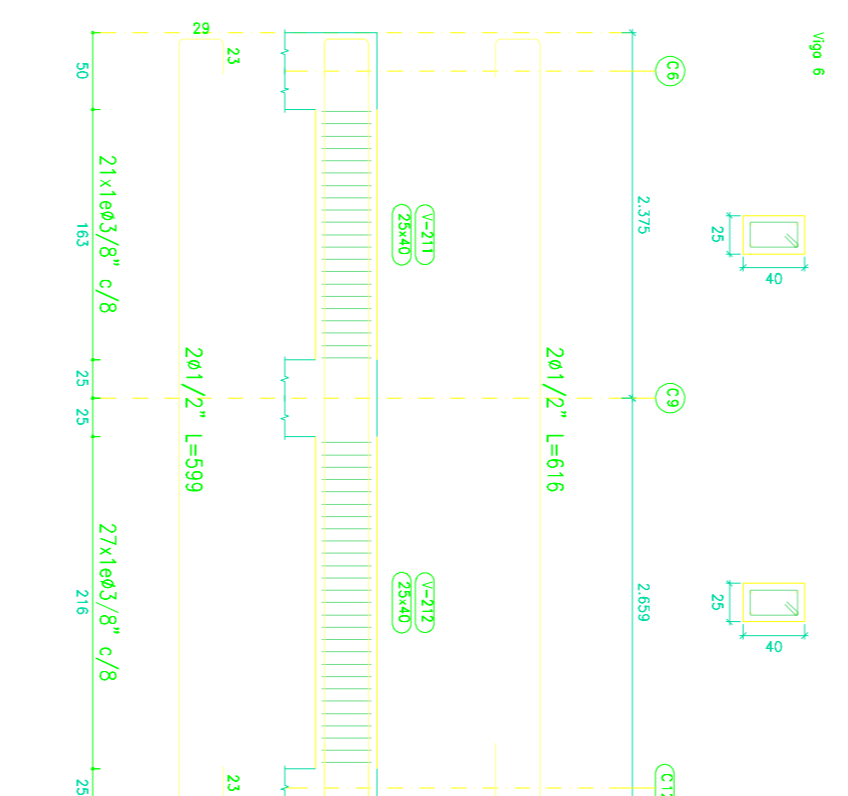 Viga 6
C6
C9
2.375
2.659
25
40
25
40
2ø1/2" L=616
V-211
25x40
V-212
25x40
23
29
2ø1/2" L=599
23
21x1eø3/8" c/8
27x1eø3/8" c/8
50
163
25
25
216
25